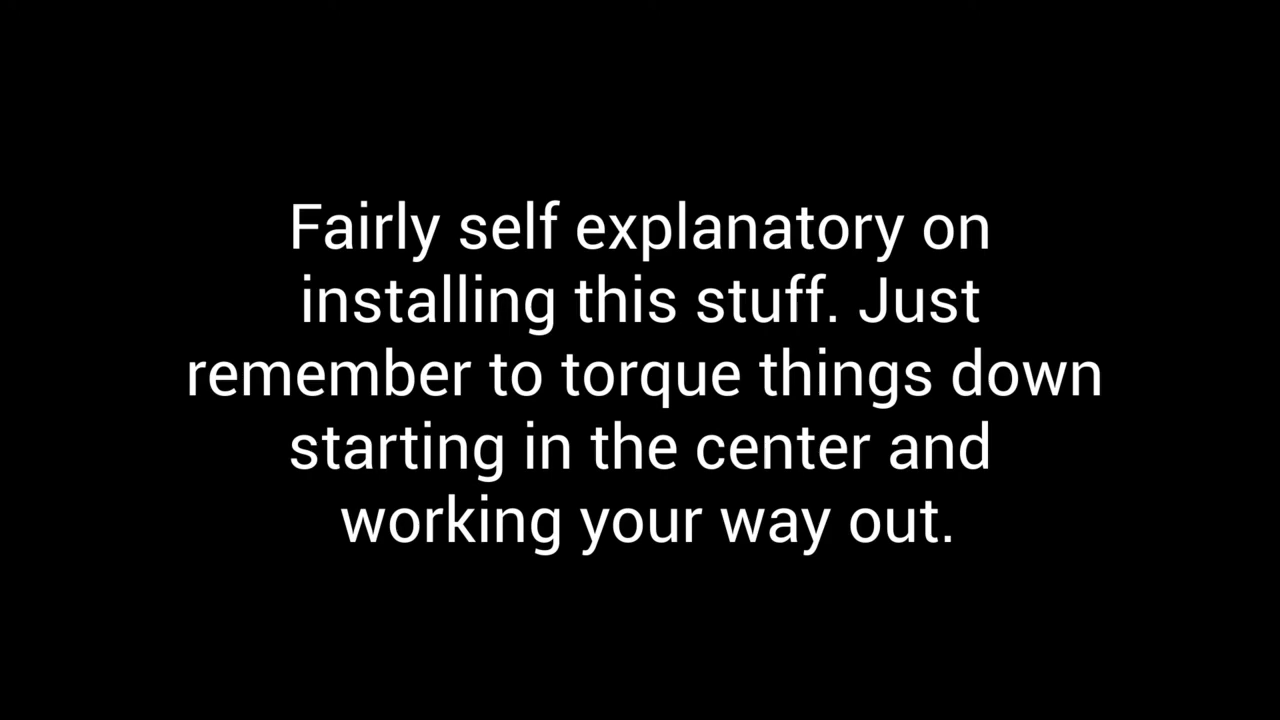 Fairly self explanatory on
installing this stuff. Just
remember to torque things down
starting in the center and
working your way out.